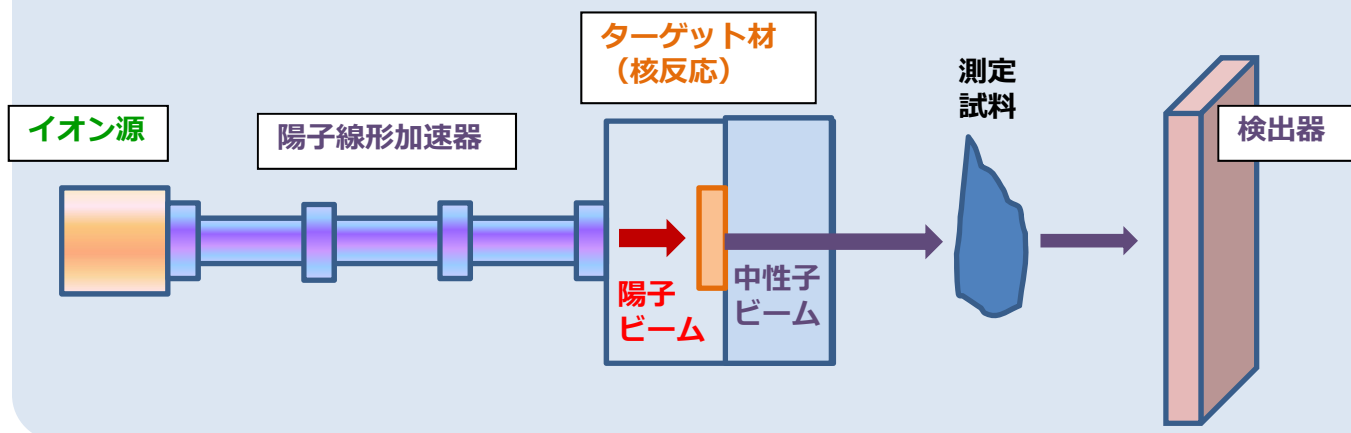 イオン源
陽子線形加速器
ターゲット材
（核反応）
陽子
ビーム
中性子
ビーム
測定
試料
検出器